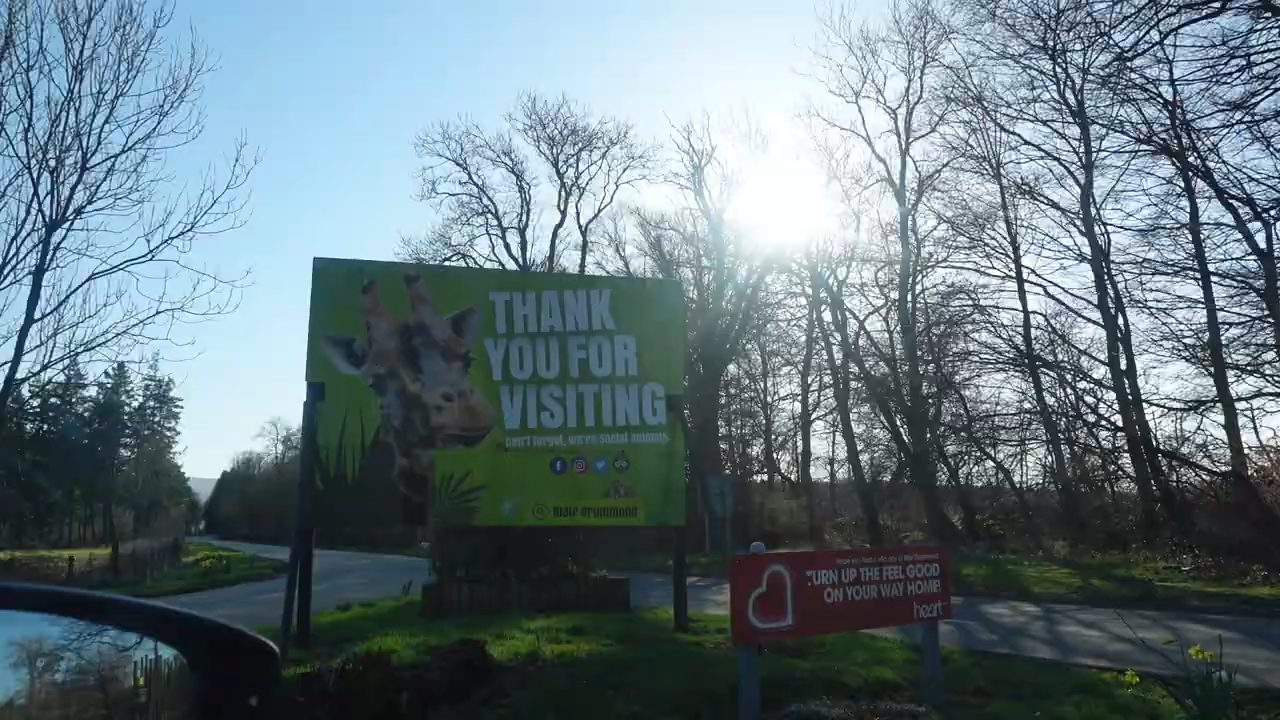 THANK
YOU FOR
VISITING
don't forget, we're social animals.
Blair Drummond
TURN UP THE FEEL GOOD
ON YOUR WAY HOME!
heart